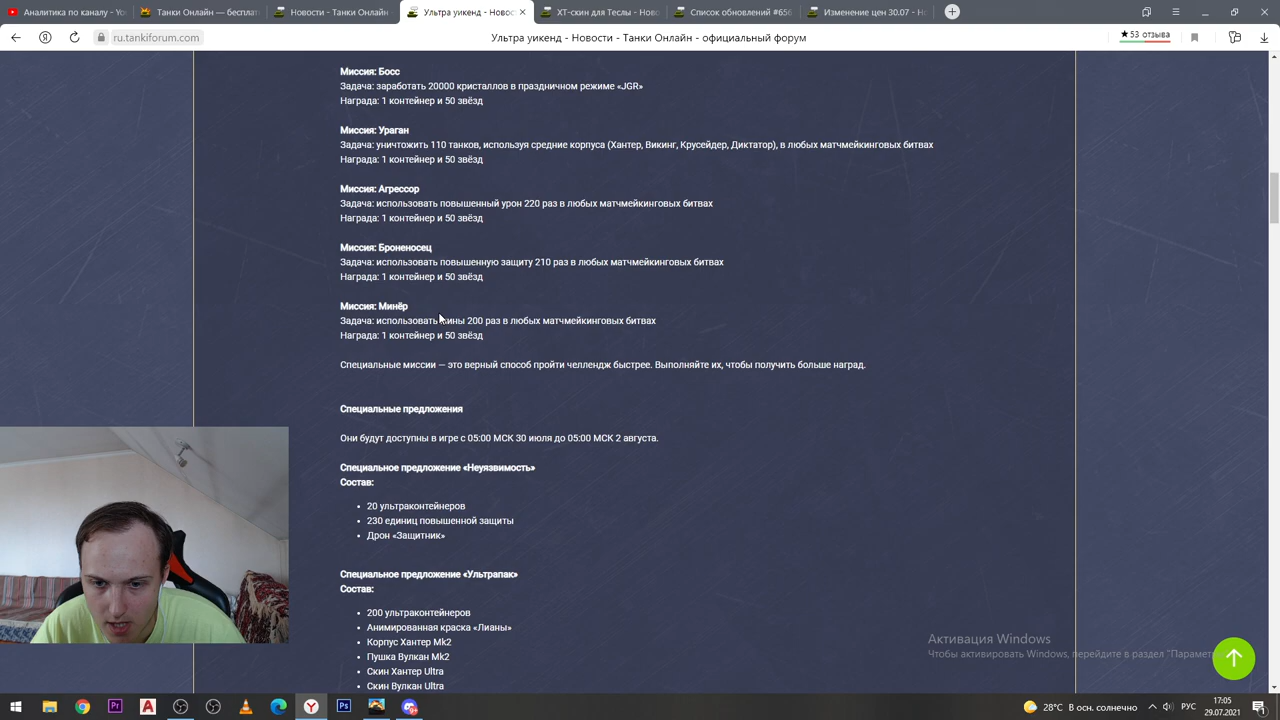 Аналитика по каналу - Yo
Танки Онлайн — бесплат
Новости - Танки Онлайн
Ультра уикенд - Новос
XT-скин для Теслы - Ново
Список обновлений #656
Изменение цен 30.07 - Н
ru.tankiforum.com
Ультра уикенд - Новости - Танки Онлайн - официальный форум
★53 отзыва
Миссия: Босс
Задача: заработать 20000 кристаллов в праздничном режиме «JGR»
Награда: 1 контейнер и 50 звёзд
Миссия: Ураган
Задача: уничтожить 110 танков, используя средние корпуса (Хантер, Викинг, Крусейдер, Диктатор), в любых матчмейкинговых битвах
Награда: 1 контейнер и 50 звёзд
Миссия: Агрессор
Задача: использовать повышенный урон 220 раз в любых матчмейкинговых битвах
Награда: 1 контейнер и 50 звёзд
Миссия: Броненосец
Задача: использовать повышенную защиту 210 раз в любых матчмейкинговых битвах
Награда: 1 контейнер и 50 звёзд
Миссия: Минёр
Задача: использовать мины 200 раз в любых матчмейкинговых битвах
Награда: 1 контейнер и 50 звёзд
Специальные миссии — это верный способ пройти челлендж быстрее. Выполняйте их, чтобы получить больше наград.
Специальные предложения
Они будут доступны в игре с 05:00 МСК 30 июля до 05:00 МСК 2 августа.
Специальное предложение «Неуязвимость»
Состав:
• 20 ультраконтейнеров
• 230 единиц повышенной защиты
• Дрон «Защитник»
Специальное предложение «Ультрапак»
Состав:
• 200 ультраконтейнеров
• Анимированная краска «Лианы»
• Корпус Хантер Mk2
• Пушка Вулкан Mk2
• Скин Хантер Ultra
• Скин Вулкан Ultra
Активация Windows
Чтобы активировать Windows, перейдите в раздел "Парамет
28°C В осн. солнечно
РУС
17:05
29.07.2021